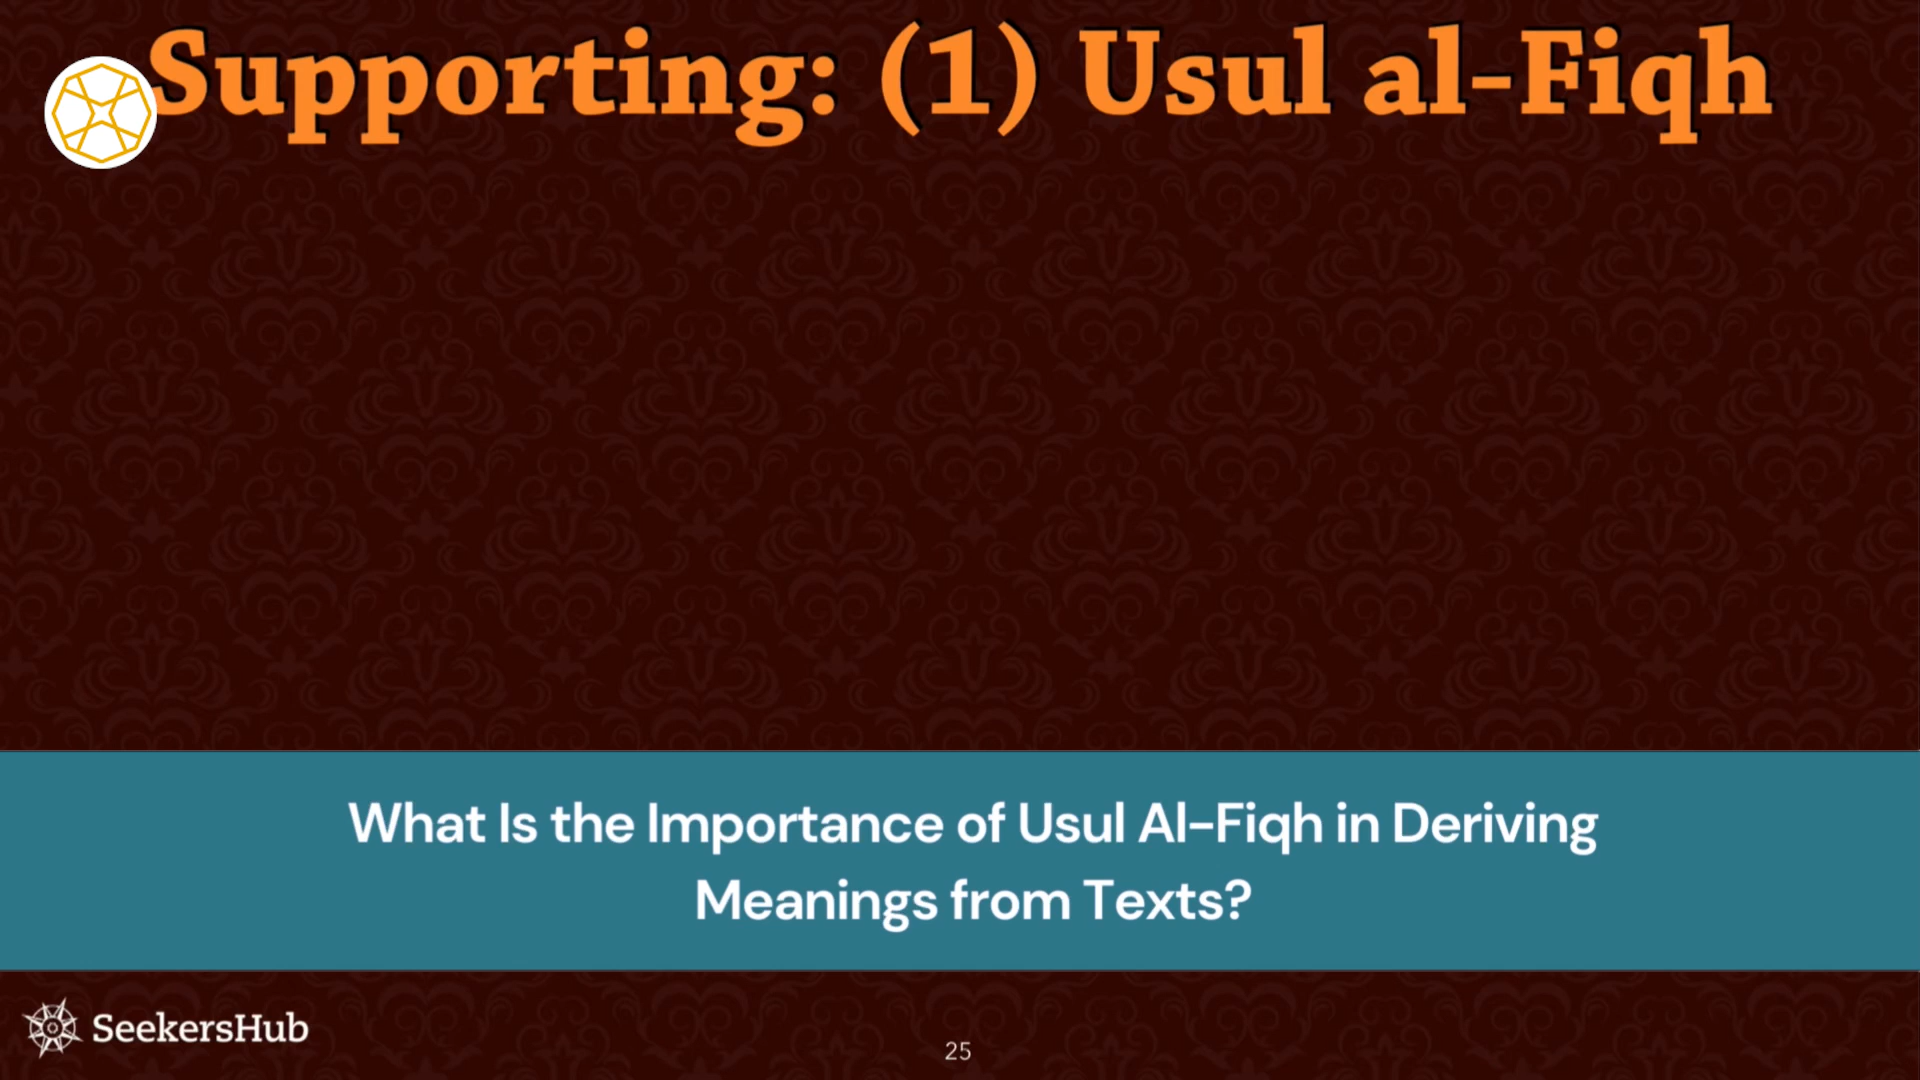 Supporting: (1) Usul al-Fiqh
What Is the Importance of Usul Al-Fiqh in Deriving
Meanings from Texts?
SeekersHub
25